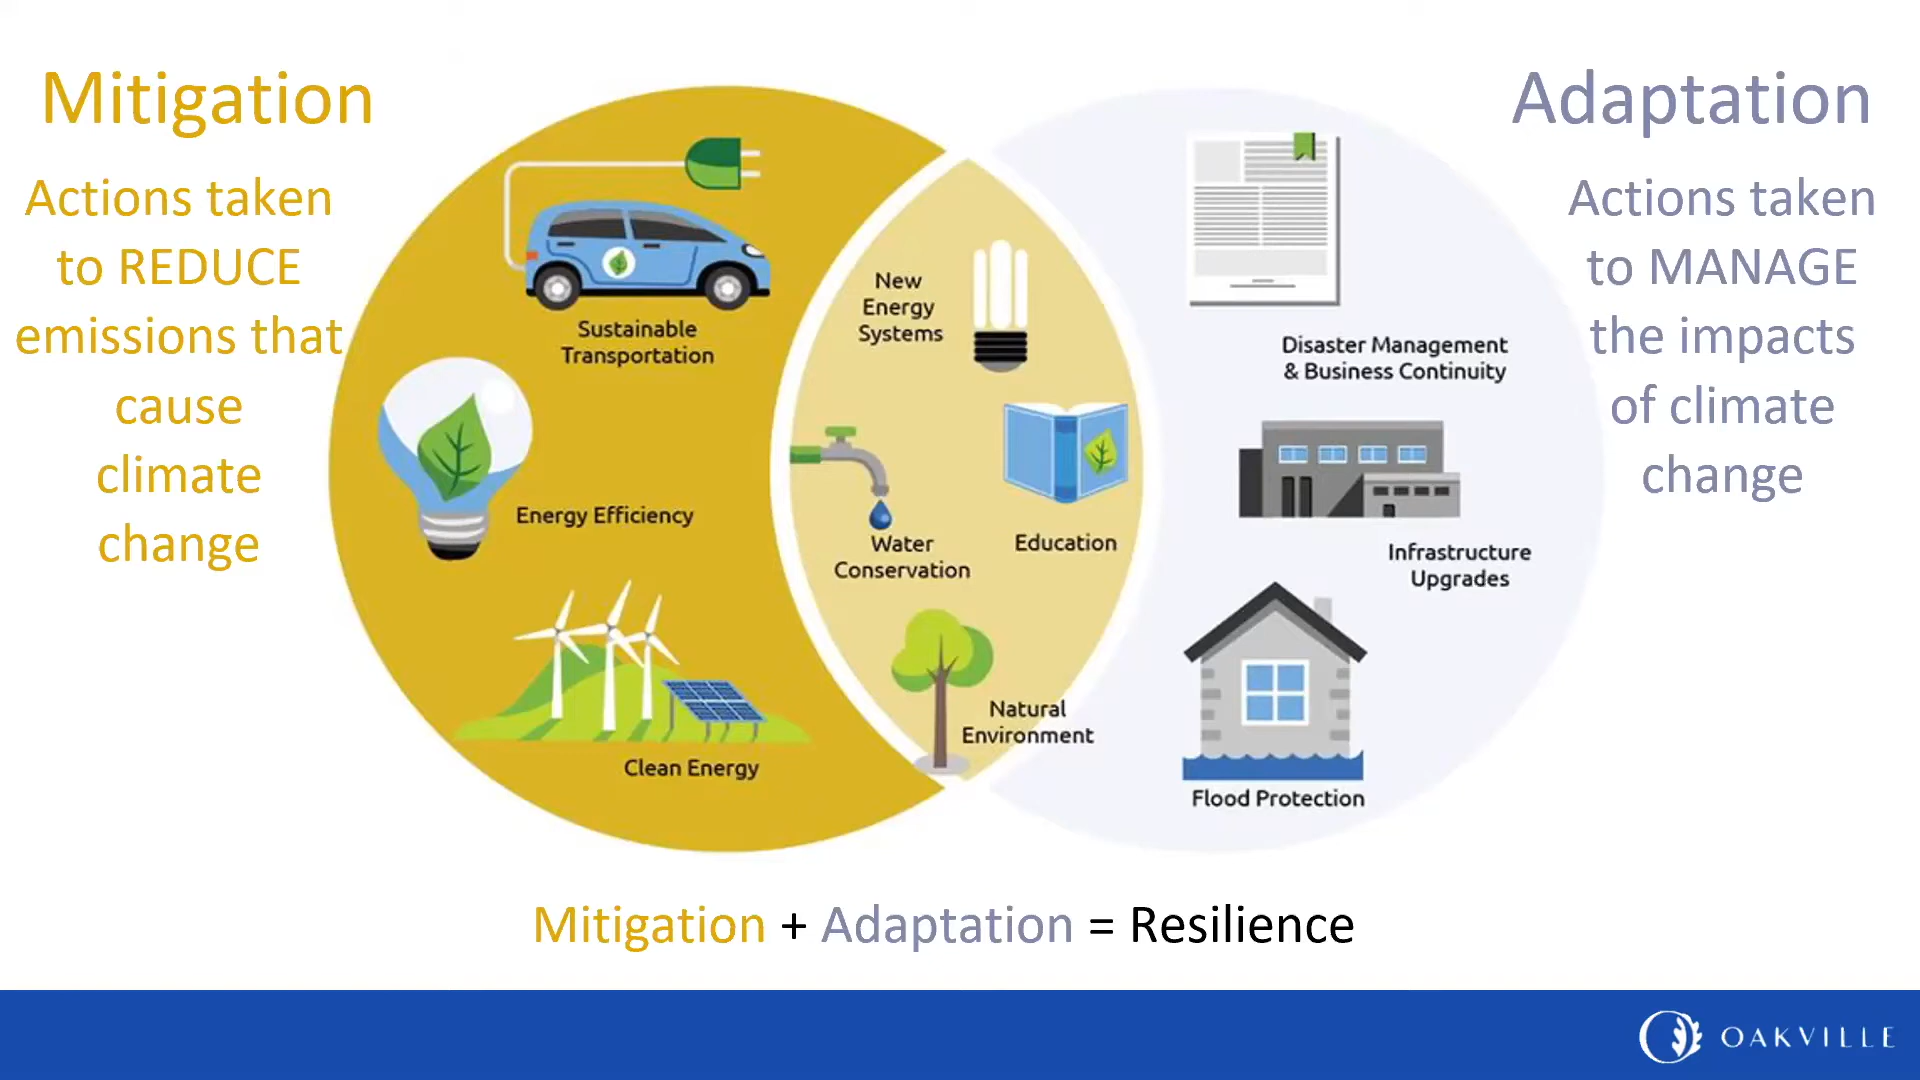 Mitigation
Actions taken
to REDUCE
emissions that
cause
climate
change
Sustainable
Transportation
Energy Efficiency
Clean Energy
New
Energy
Systems
Water
Conservation
Education
Natural
Environment
Disaster Management
& Business Continuity
Infrastructure
Upgrades
Flood Protection
Adaptation
Actions taken
to MANAGE
the impacts
of climate
change
Mitigation + Adaptation = Resilience
OAKVILLE